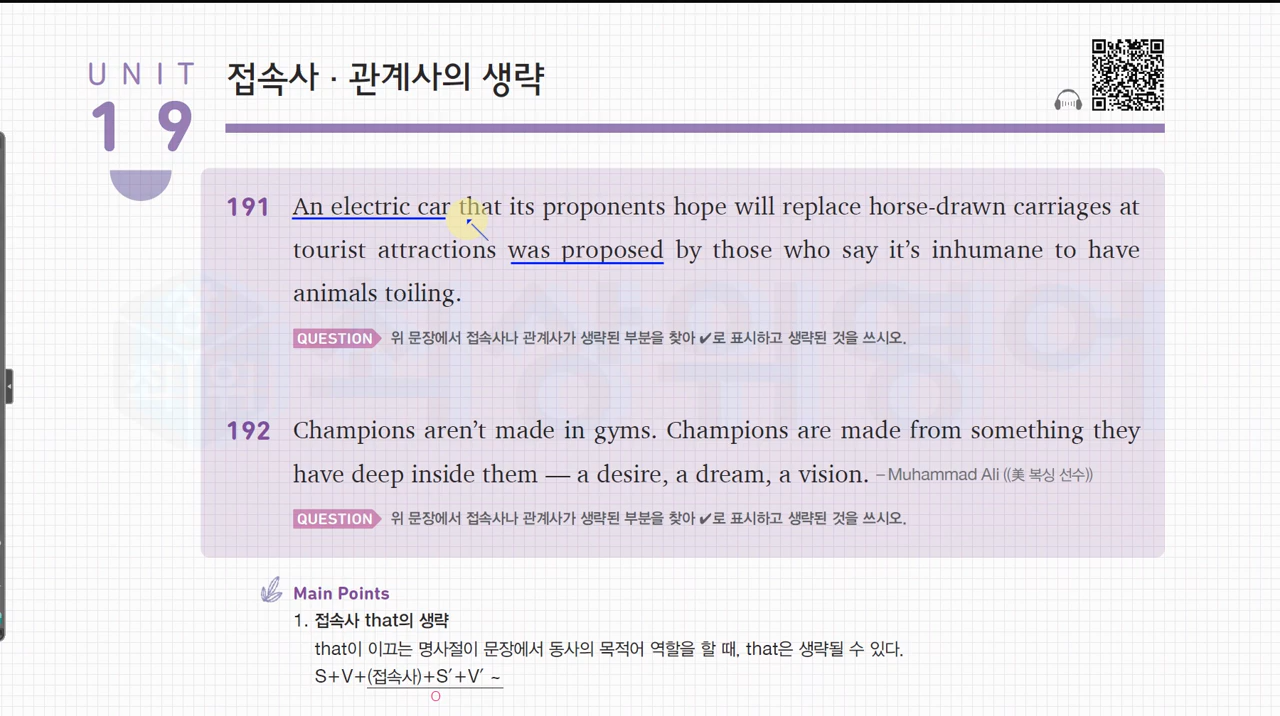 UNIT
19
접속사 · 관계사의 생략
191 An electric car that its proponents hope will replace horse-drawn carriages at
tourist attractions was proposed by those who say it’s inhumane to have
animals toiling.
QUESTION 위 문장에서 접속사나 관계사가 생략된 부분을 찾아 ✔로 표시하고 생략된 것을 쓰시오.
192 Champions aren’t made in gyms. Champions are made from something they
have deep inside them — a desire, a dream, a vision. – Muhammad Ali ((美 복싱 선수))
QUESTION 위 문장에서 접속사나 관계사가 생략된 부분을 찾아 ✔로 표시하고 생략된 것을 쓰시오.
Main Points
1. 접속사 that의 생략
that이 이끄는 명사절이 문장에서 동사의 목적어 역할을 할 때, that은 생략될 수 있다.
S+V+(접속사)+S′+V′ ~
O